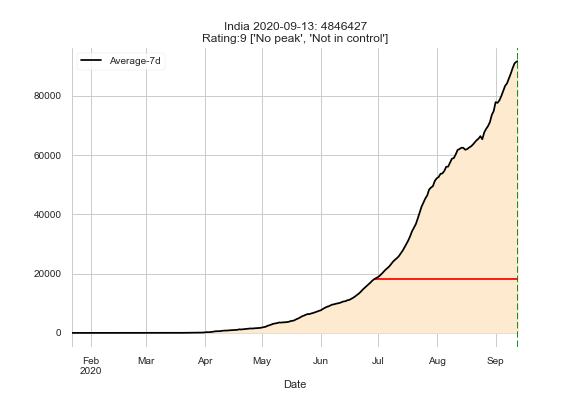 India 2020-09-13: 4846427
Rating:9 ['No peak', 'Not in control']
Average-7d
80000
60000
40000
20000
0
Feb Mar Apr May Jun Jul Aug Sep
2020
Date